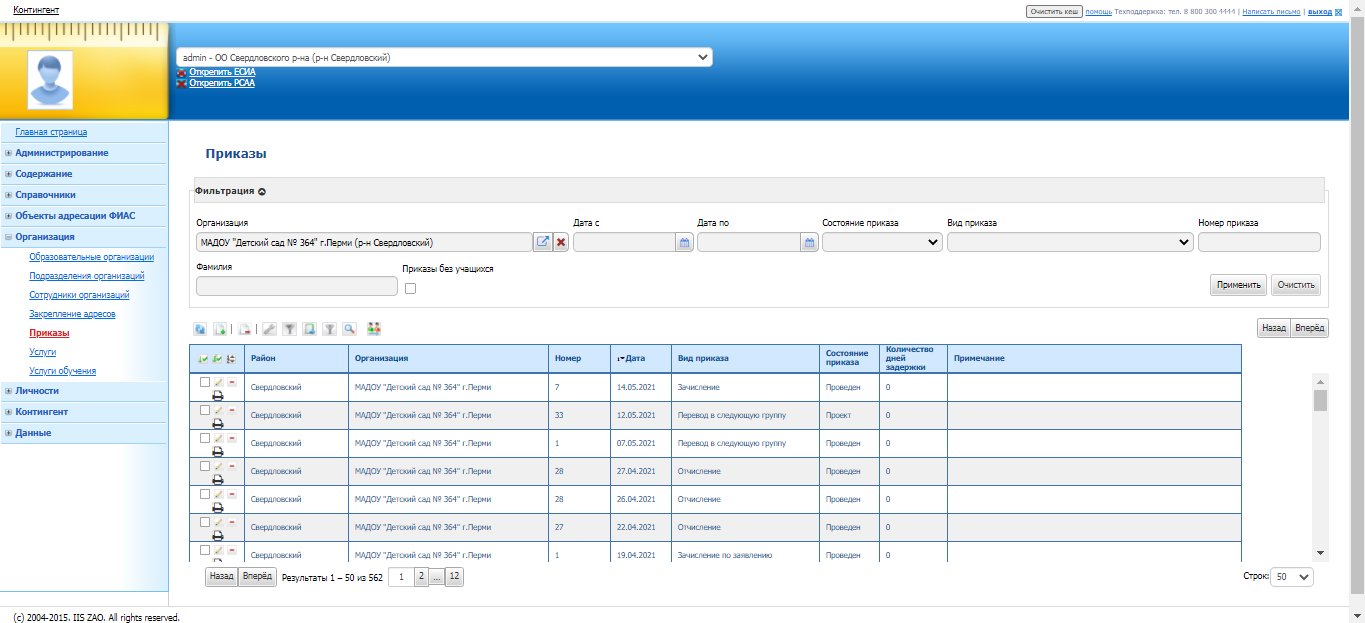 Контингент
Очистить кеш помощь Техподдержка: тел. 8 800 300 4444 | Написать письмо | выход
admin - ОО Свердловского р-на (р-н Свердловский)
Открепить ЕСИА
Открепить РСАА
Главная страница
Администрирование
Содержание
Справочники
Объекты адресации ФИАС
Организация
Образовательные организации
Подразделения организаций
Сотрудники организаций
Закрепление адресов
Приказы
Услуги
Услуги обучения
Личности
Контингент
Данные
Приказы
Фильтрация
Организация Дата с Дата по Состояние приказа Вид приказа Номер приказа
МАДОУ "Детский сад № 364" г.Перми (р-н Свердловский)
Фамилия Приказы без учащихся
Применить Очистить
Назад Вперёд
Район Организация Номер Дата Вид приказа Состояние приказа Количество дней задержки Примечание
Свердловский МАДОУ "Детский сад № 364" г.Перми 7 14.05.2021 Зачисление Проведен 0
Свердловский МАДОУ "Детский сад № 364" г.Перми 33 12.05.2021 Перевод в следующую группу Проект 0
Свердловский МАДОУ "Детский сад № 364" г.Перми 1 07.05.2021 Перевод в следующую группу Проведен 0
Свердловский МАДОУ "Детский сад № 364" г.Перми 28 27.04.2021 Отчисление Проведен 0
Свердловский МАДОУ "Детский сад № 364" г.Перми 28 26.04.2021 Отчисление Проведен 0
Свердловский МАДОУ "Детский сад № 364" г.Перми 27 22.04.2021 Отчисление Проведен 0
Свердловский МАДОУ "Детский сад № 364" г.Перми 1 19.04.2021 Зачисление по заявлению Проведен 0
Назад Вперёд Результаты 1 – 50 из 562 1 2 ... 12 Строк: 50
(c) 2004-2015. IIS ZAO. All rights reserved.